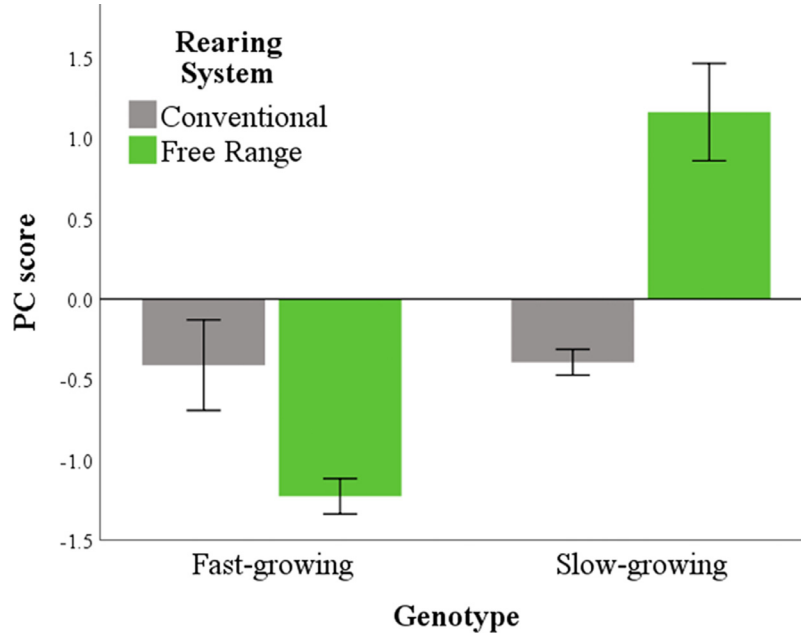 Rearing
System
Conventional
Free Range
PC score
1.5
1.0
0.5
0.0
-0.5
-1.0
-1.5
Fast-growing
Slow-growing
Genotype